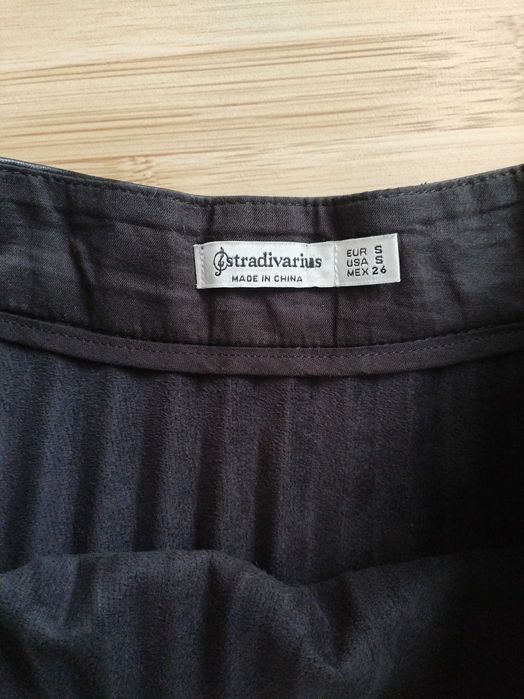 stradivarius
MADE IN CHINA
EUR S
USA S
MEX 26